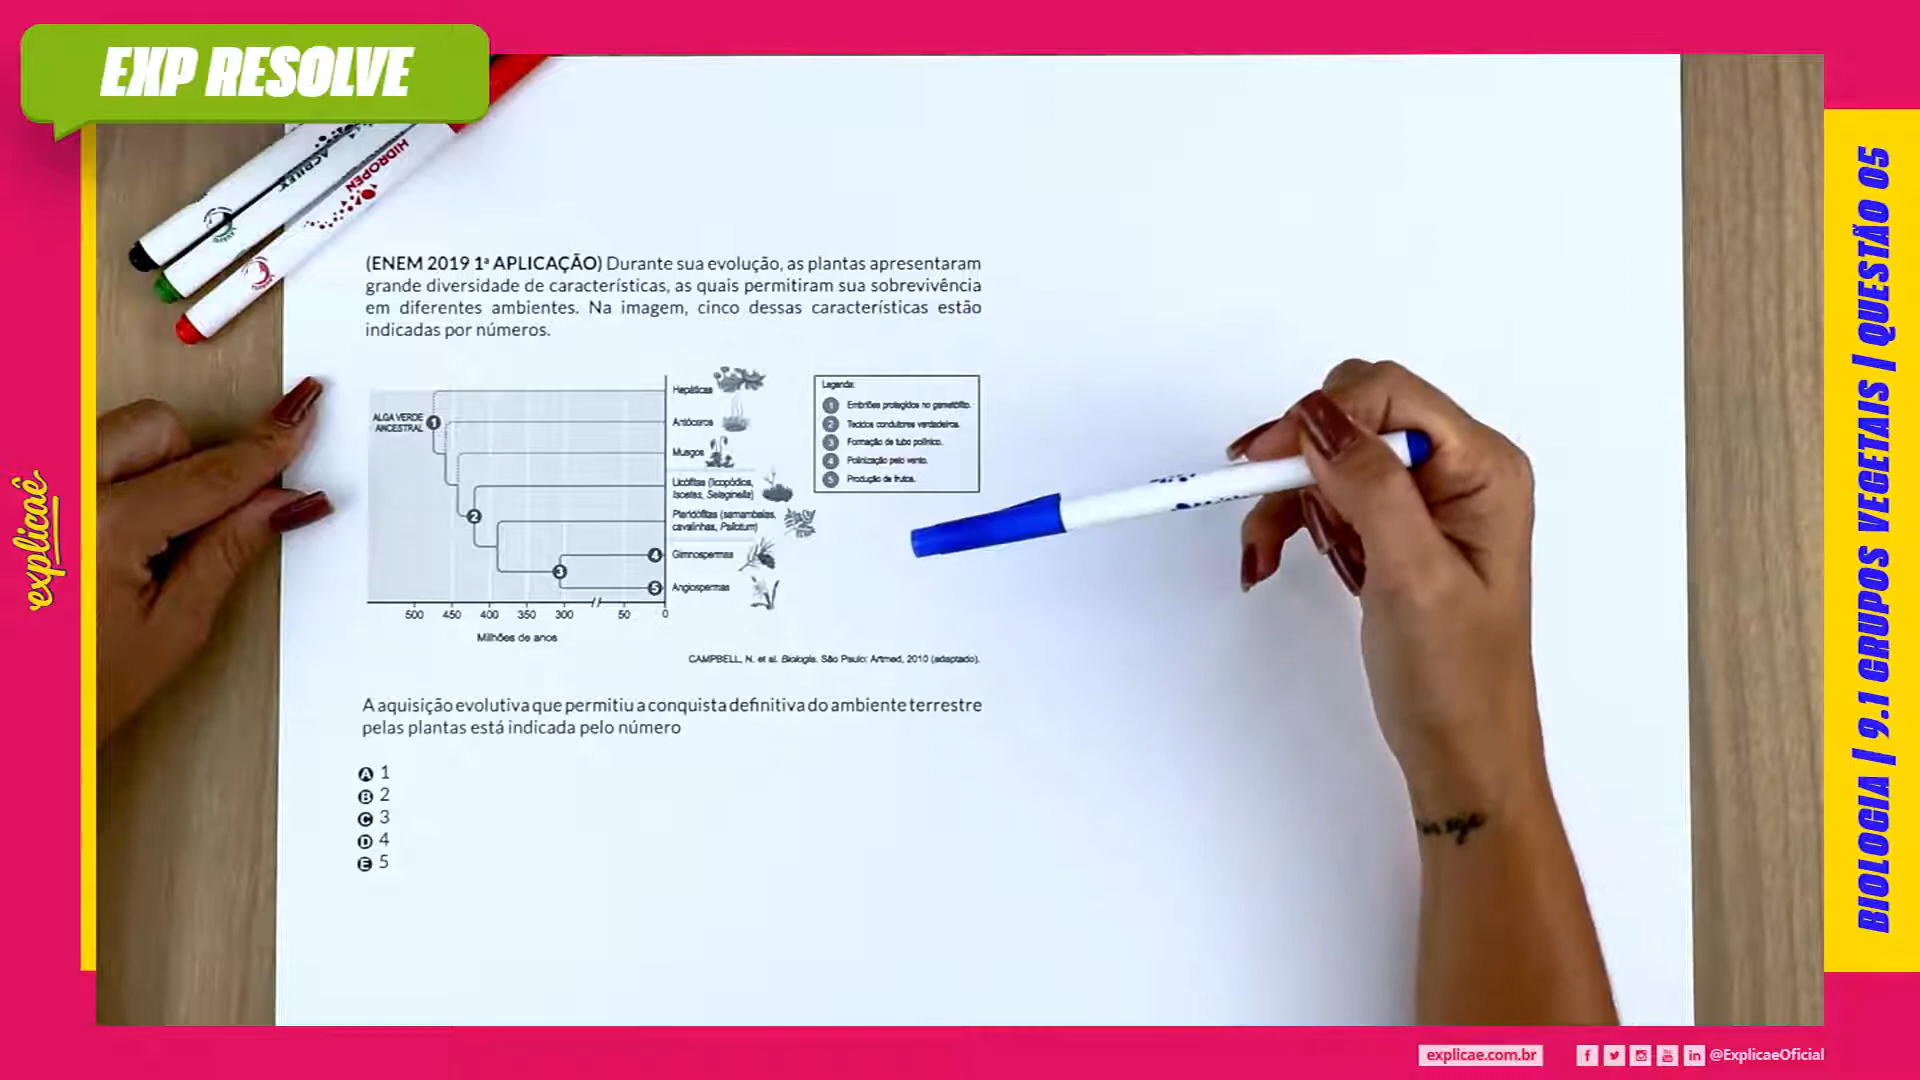 EXP RESOLVE
ACRILEX
HIDROPEN
(ENEM 2019 1ª APLICAÇÃO) Durante sua evolução, as plantas apresentaram
grande diversidade de características, as quais permitiram sua sobrevivência
em diferentes ambientes. Na imagem, cinco dessas características estão
indicadas por números.
Hepáticas
ALGA VERDE
ANCESTRAL
1
Antóceros
Musgos
Licófitas (licopódios,
Isoetes, Selaginella)
2
Pteridófitas (samambaias,
cavalinhas, Psilotum)
4
Gimnospermas
3
5
Angiospermas
500 450 400 350 300 50 0
Milhões de anos
Legenda:
1 Embriões protegidos no gametófito.
2 Tecidos condutores verdadeiros.
3 Formação de tubo polínico.
4 Polinização pelo vento.
5 Produção de frutos.
CAMPBELL, N. et al. Biologia. São Paulo: Artmed, 2010 (adaptado).
A aquisição evolutiva que permitiu a conquista definitiva do ambiente terrestre
pelas plantas está indicada pelo número
A 1
B 2
C 3
D 4
E 5
explicaê
BIOLOGIA | 9.1 GRUPOS VEGETAIS | QUESTÃO 05
explicae.com.br
@ExplicaeOficial